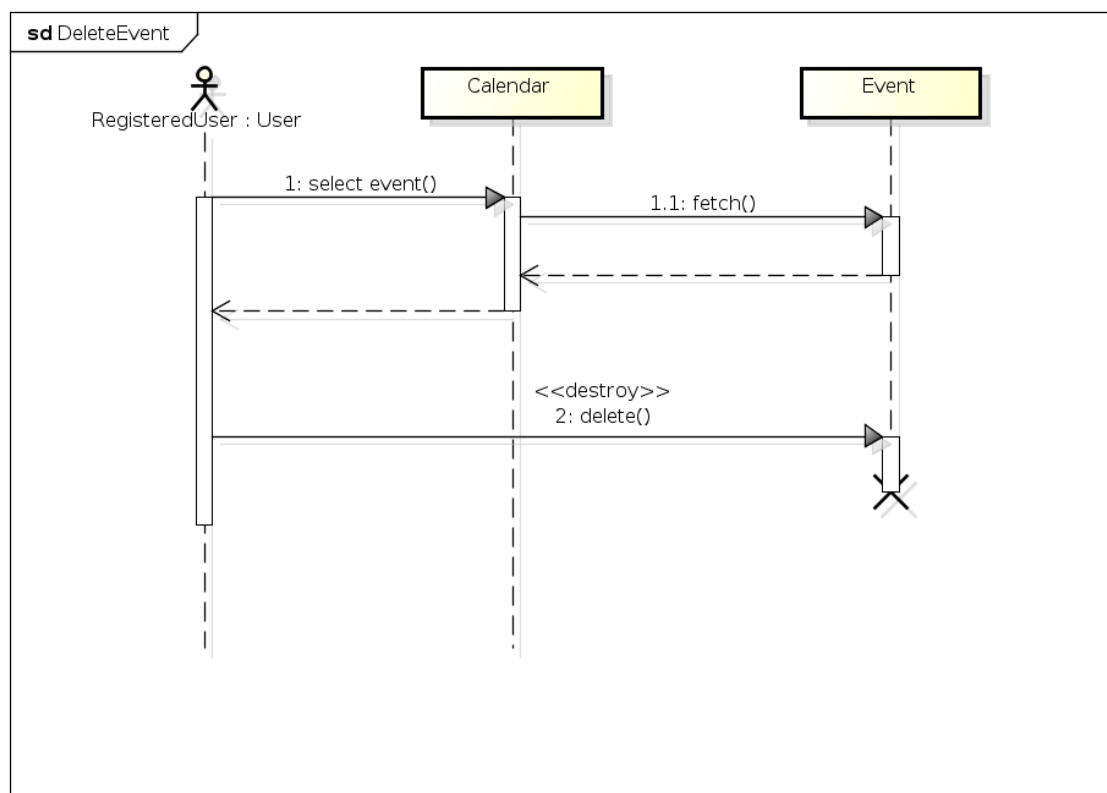 sd DeleteEvent
Calendar
Event
RegisteredUser : User
1: select event()
1.1: fetch()
<<destroy>>
2: delete()